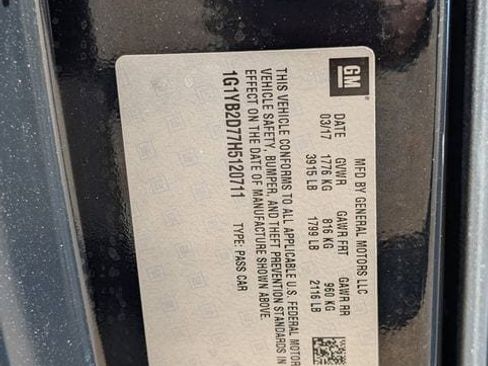 GM
MFD BY GENERAL MOTORS LLC
DATE GVWR GAWR FRT GAWR RR
03/17 1776 KG 816 KG 960 KG
3915 LB 1799 LB 2116 LB
THIS VEHICLE CONFORMS TO ALL APPLICABLE U.S. FEDERAL MOTOR
VEHICLE SAFETY, BUMPER, AND THEFT PREVENTION STANDARDS IN
EFFECT ON THE DATE OF MANUFACTURE SHOWN ABOVE.
1G1YB2D77H5120711 TYPE: PASS CAR